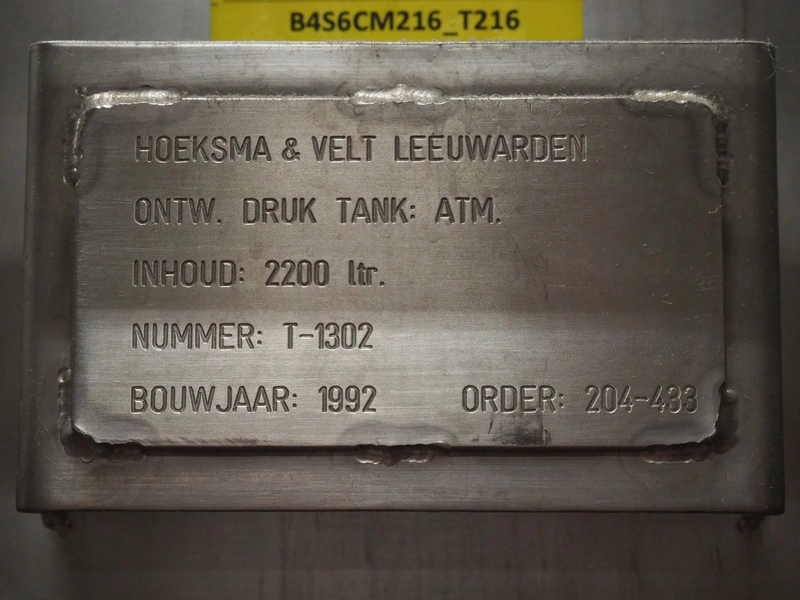 B4S6CM216_T216
HOEKSMA & VELT LEEUWARDEN
ONTW. DRUK TANK: ATM.
INHOUD: 2200 ltr.
NUMMER: T-1302
BOUWJAAR: 1992 ORDER: 204-433